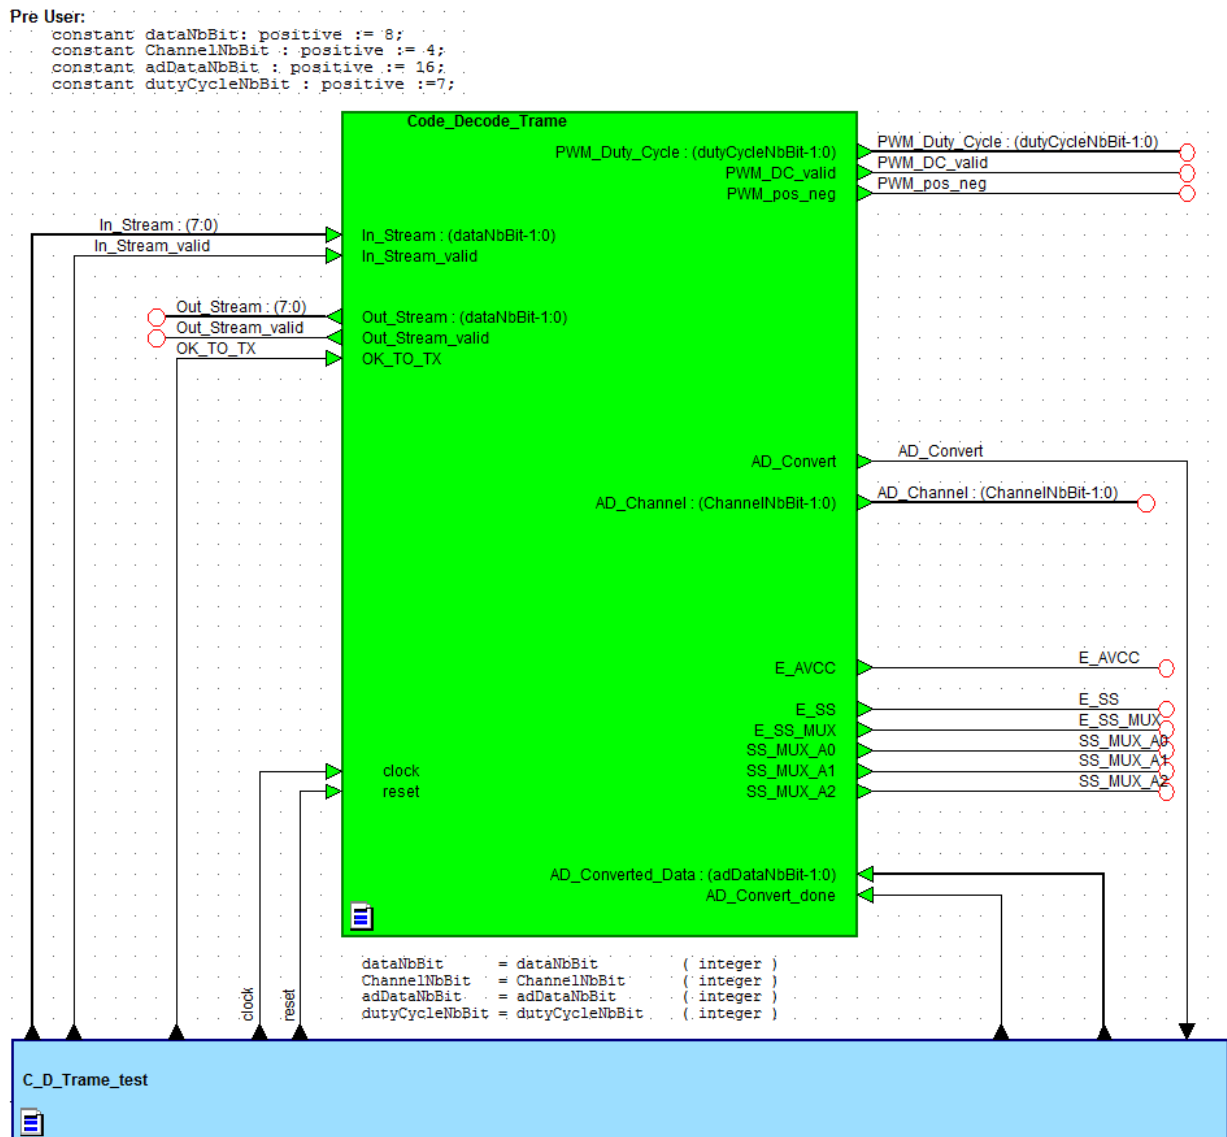 Pre User:
constant dataNbBit: positive := 8;
constant ChannelNbBit : positive := 4;
constant adDataNbBit : positive := 16;
constant dutyCycleNbBit : positive :=7;
Code_Decode_Trame
PWM_Duty_Cycle : (dutyCycleNbBit-1:0)
PWM_DC_valid
PWM_pos_neg
PWM_Duty_Cycle : (dutyCycleNbBit-1:0)
PWM_DC_valid
PWM_pos_neg
In_Stream : (7:0)
In_Stream_valid
In_Stream : (dataNbBit-1:0)
In_Stream_valid
Out_Stream : (7:0)
Out_Stream_valid
OK_TO_TX
Out_Stream : (dataNbBit-1:0)
Out_Stream_valid
OK_TO_TX
AD_Convert
AD_Convert
AD_Channel : (ChannelNbBit-1:0)
AD_Channel : (ChannelNbBit-1:0)
E_AVCC
E_AVCC
E_SS
E_SS_MUX
SS_MUX_A0
SS_MUX_A1
SS_MUX_A2
E_SS
E_SS_MUX
SS_MUX_A0
SS_MUX_A1
SS_MUX_A2
clock
reset
AD_Converted_Data : (adDataNbBit-1:0)
AD_Convert_done
dataNbBit = dataNbBit ( integer )
ChannelNbBit = ChannelNbBit ( integer )
adDataNbBit = adDataNbBit ( integer )
dutyCycleNbBit = dutyCycleNbBit ( integer )
clock
reset
C_D_Trame_test